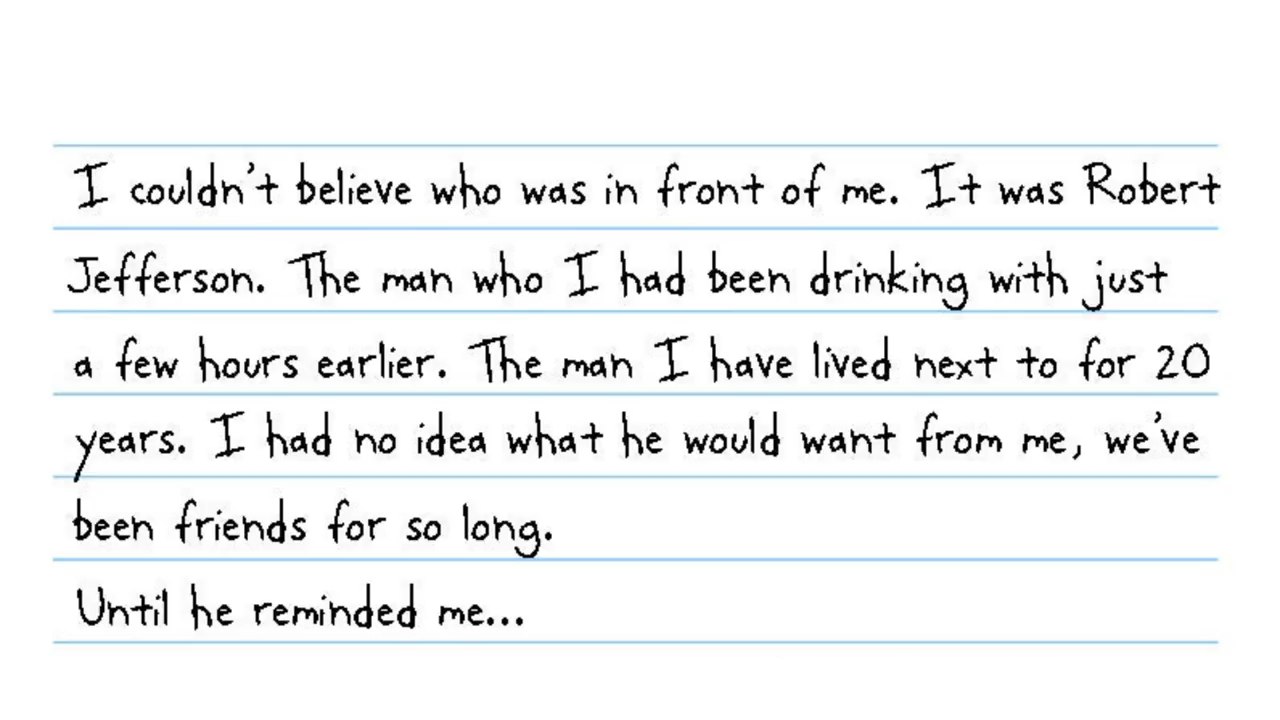 I couldn't believe who was in front of me. It was Robert
Jefferson. The man who I had been drinking with just
a few hours earlier. The man I have lived next to for 20
years. I had no idea what he would want from me, we've
been friends for so long.
Until he reminded me...